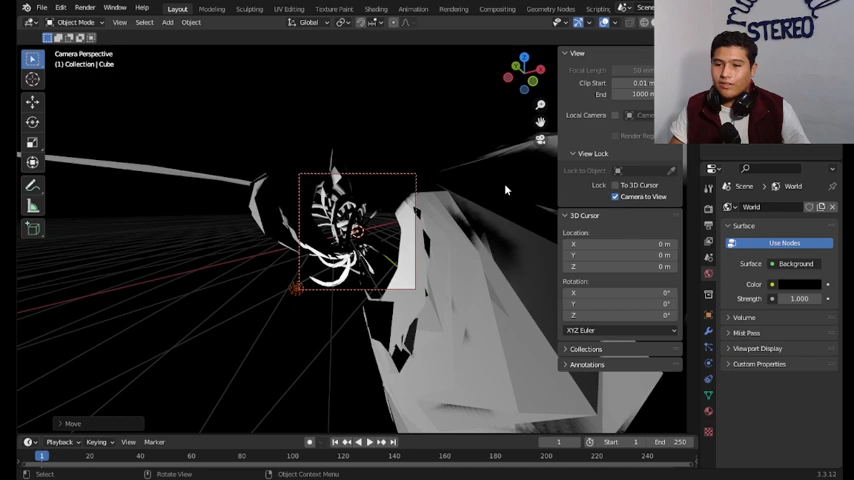 File Edit Render Window Help Layout Modeling Sculpting UV Editing Texture Paint Shading Animation Rendering Compositing Geometry Nodes Scripting Scene
Object Mode View Select Add Object Global
Camera Perspective
(1) Collection | Cube
View
Focal Length 50 mm
Clip Start 0.01 m
End 1000 m
Local Camera
Render Reg
View Lock
Lock to Object
Lock To 3D Cursor
Camera to View
3D Cursor
Location:
X 0 m
Y 0 m
Z 0 m
Rotation:
X 0°
Y 0°
Z 0°
XYZ Euler
Collections
Annotations
STEREO
Scene World
World
Surface
Use Nodes
Surface Background
Color
Strength 1.000
Volume
Mist Pass
Viewport Display
Custom Properties
Move
Playback Keying View Marker 1 Start 1 End 250
1 20 40 60 80 100 120 140 160 180 200 220 240
Select Rotate View Object Context Menu 3.3.12